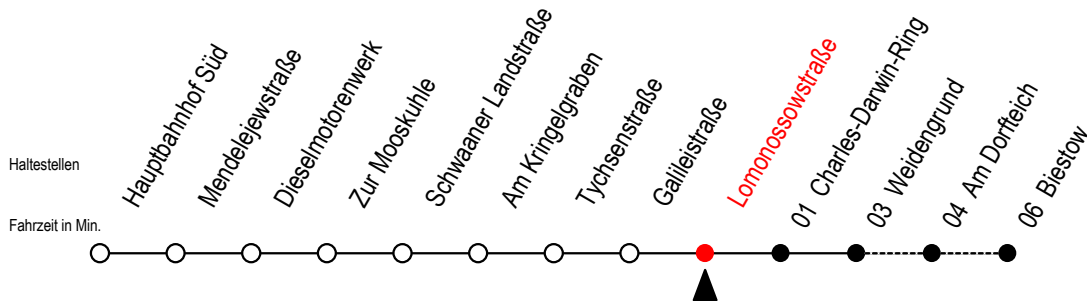 Haltestellen
Fahrzeit in Min.
Hauptbahnhof Süd
Mendelejewstraße
Dieselmotorenwerk
Zur Mooskuhle
Schwaaner Landstraße
Am Kringelgraben
Tychsenstraße
Galileistraße
Lomonossowstraße
01 Charles-Darwin-Ring
03 Weidengrund
04 Am Dorfteich
06 Biestow